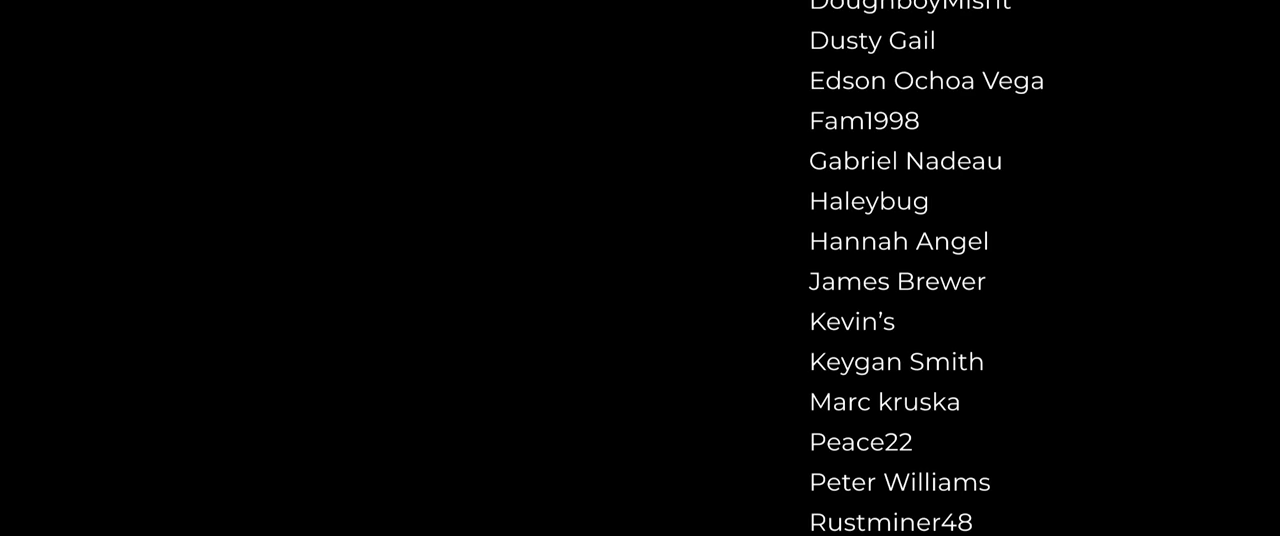 DoughboyMisfit
Dusty Gail
Edson Ochoa Vega
Fam1998
Gabriel Nadeau
Haleybug
Hannah Angel
James Brewer
Kevin’s
Keygan Smith
Marc kruska
Peace22
Peter Williams
Rustminer48